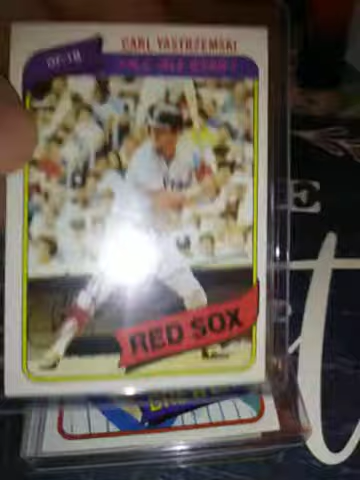 CARL YASTRZEMSKI
OF-1B
A.L. ALL-STAR
RED SOX
BREWERS
E
t